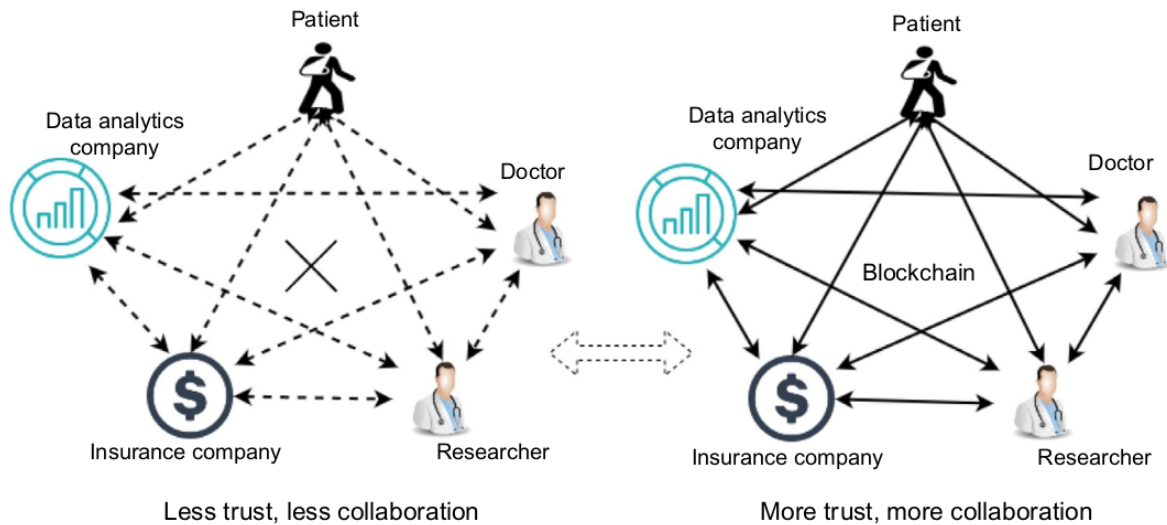 Patient
Data analytics
company
Doctor
$
Insurance company
Researcher
Less trust, less collaboration
Patient
Data analytics
company
Doctor
Blockchain
$
Insurance company
Researcher
More trust, more collaboration